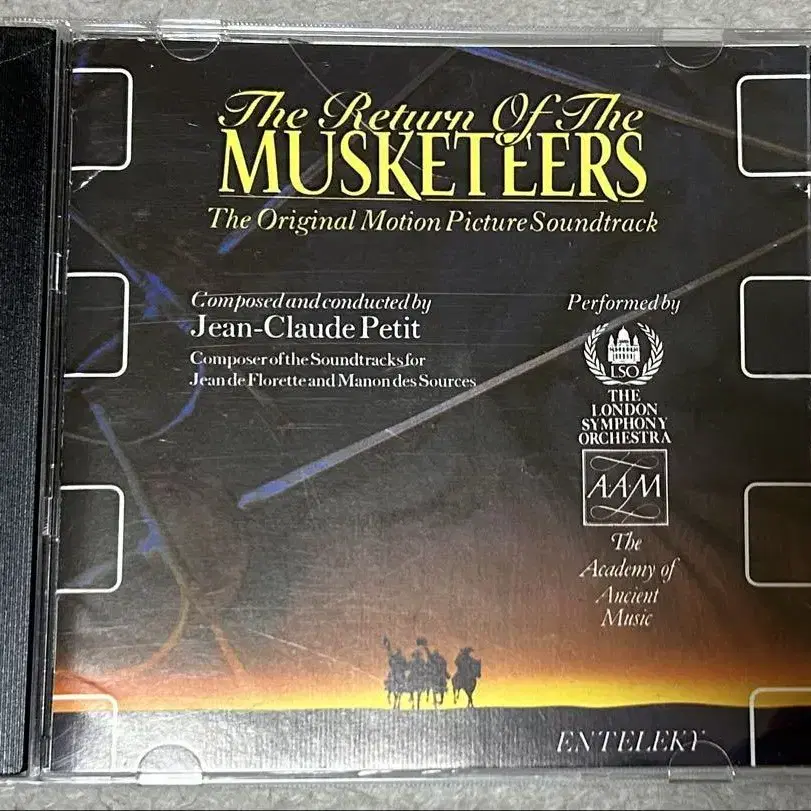 The Return Of The
MUSKETEERS
The Original Motion Picture Soundtrack
Composed and conducted by
Jean-Claude Petit
Composer of the Soundtracks for
Jean de Florette and Manon des Sources
Performed by
LSO
THE
LONDON
SYMPHONY
ORCHESTRA
A·A·M
The
Academy of
Ancient
Music
ENTELEKY